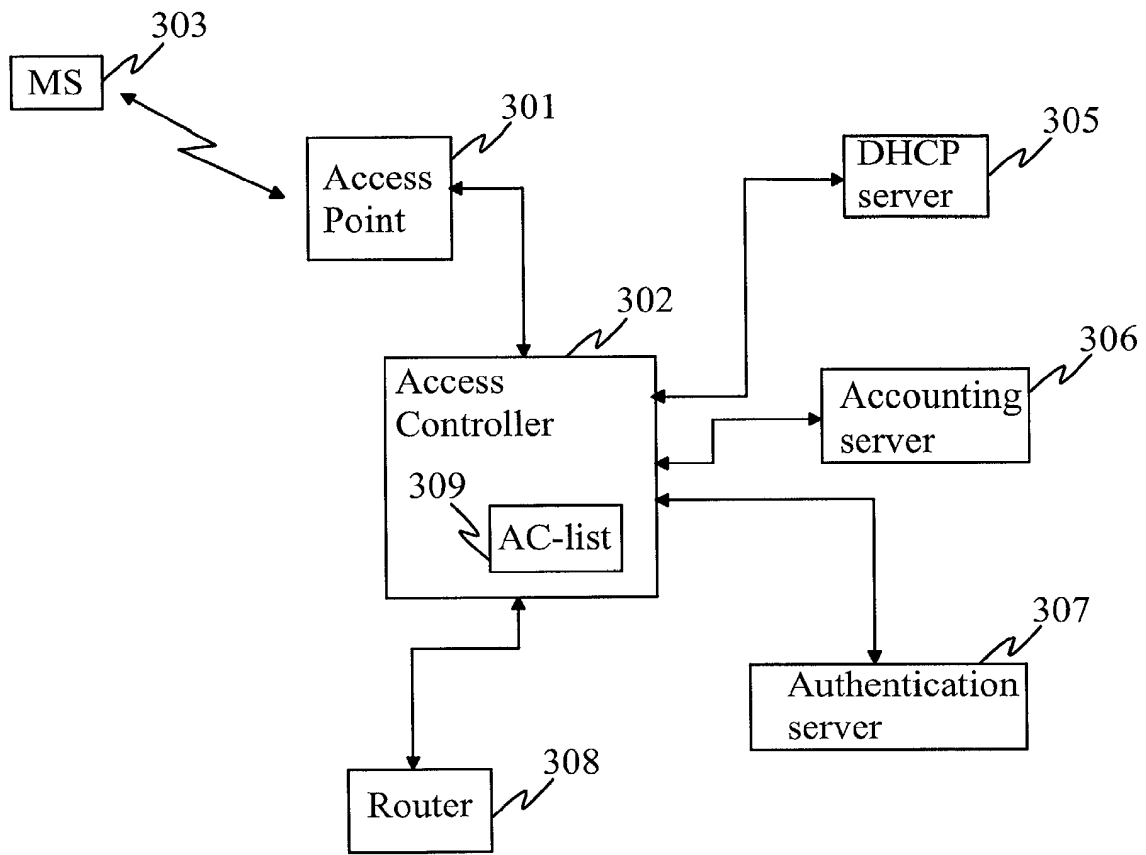 303
MS
301
Access
Point
305
DHCP
server
302
Access
Controller
306
Accounting
server
309
AC-list
307
Authentication
server
308
Router